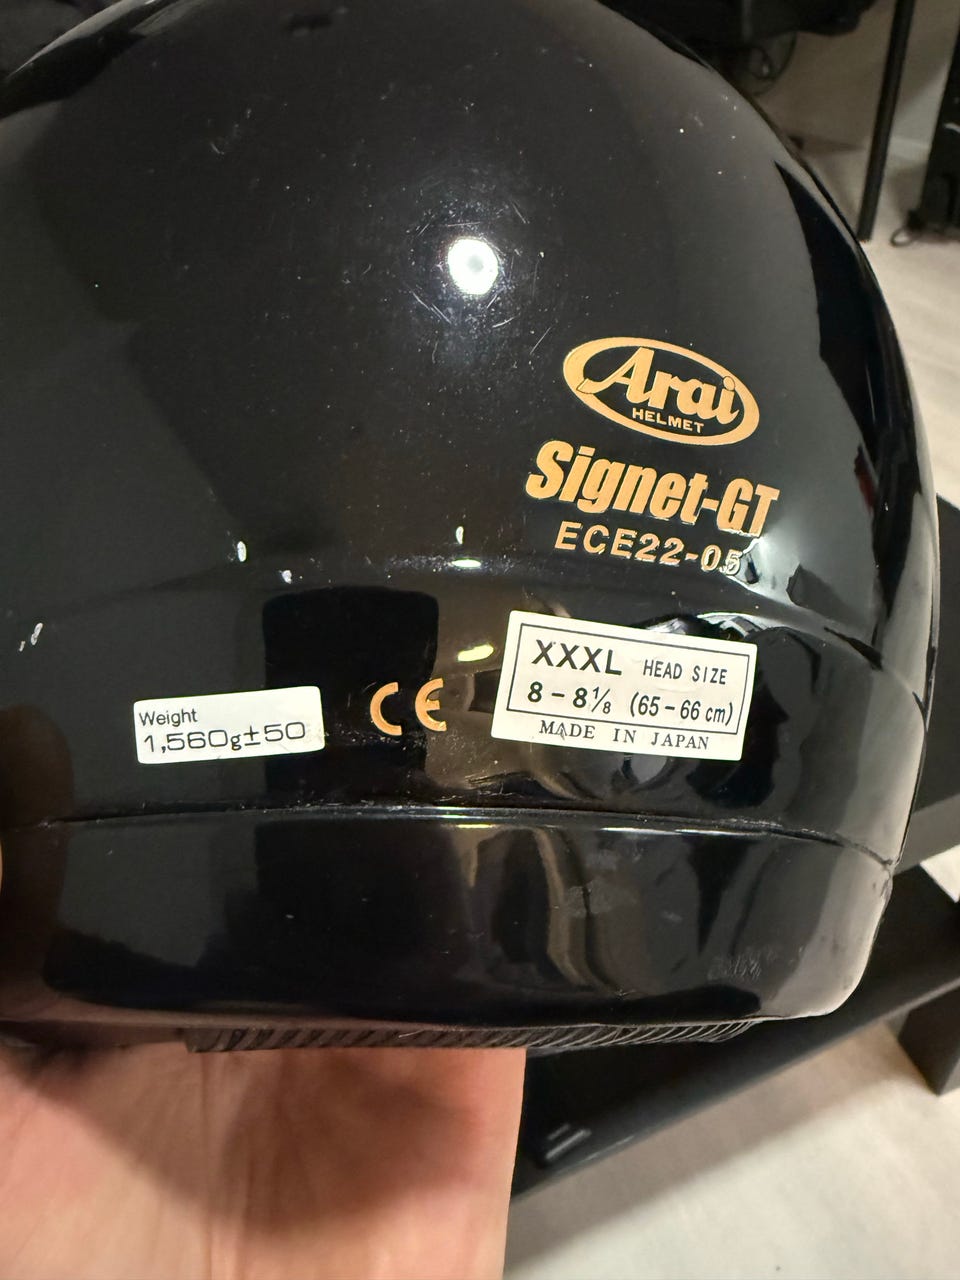 Arai
HELMET
Signet-GT
ECE22-05
XXXL HEAD SIZE
8 - 8⅛ (65-66 cm)
MADE IN JAPAN
CE
Weight
1,560g±50